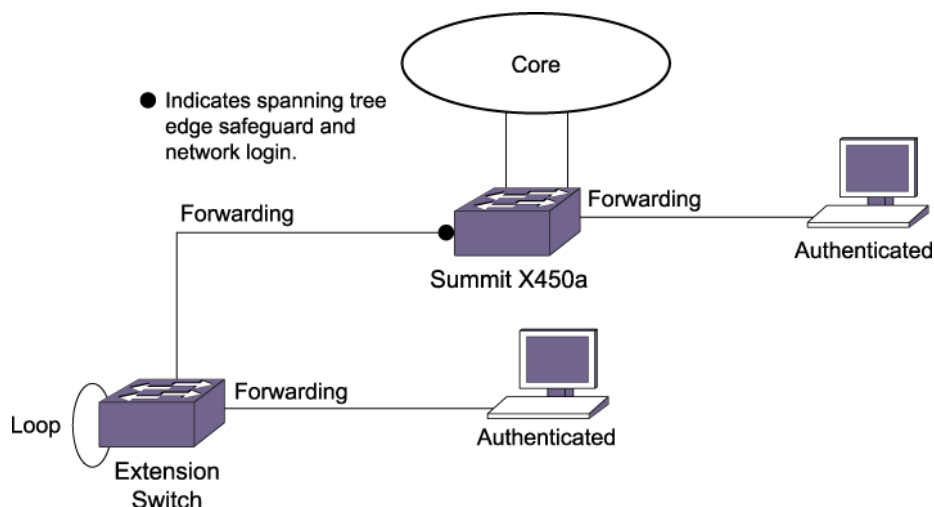 Core
Indicates spanning tree
edge safeguard and
network login.
Forwarding
Forwarding
Summit X450a
Authenticated
Forwarding
Loop
Authenticated
Extension
Switch